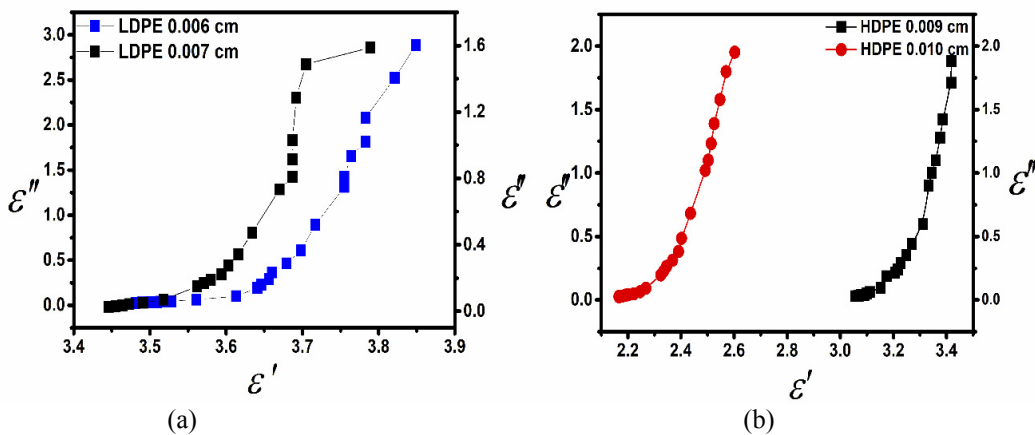 LDPE 0.006 cm
LDPE 0.007 cm
3.0
2.5
2.0
1.5
1.0
0.5
0.0
1.6
1.2
0.8
0.4
0.0
3.4 3.5 3.6 3.7 3.8 3.9
ε"
ε"
ε'
(a)
HDPE 0.009 cm
HDPE 0.010 cm
2.0
1.5
1.0
0.5
0.0
2.0
1.5
1.0
0.5
0.0
2.2 2.4 2.6 2.8 3.0 3.2 3.4
ε"
ε'
(b)